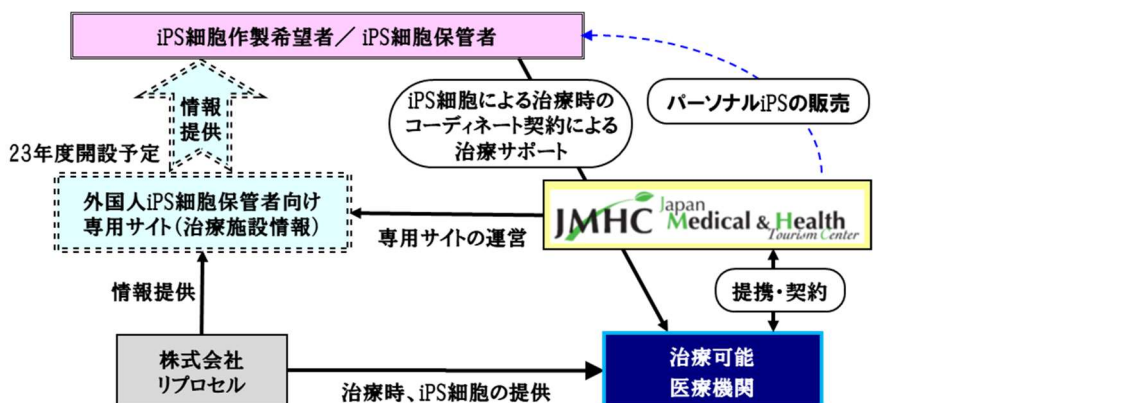 iPS細胞作製希望者／ iPS細胞保管者
情報
提供
iPS細胞による治療時の
コーディネート契約による
治療サポート
パーソナルiPSの販売
23年度開設予定
外国人iPS細胞保管者向け
専用サイト（治療施設情報）
専用サイトの運営
JMHC Japan
Medical & Health
Tourism Center
情報提供
提携・契約
株式会社
リプロセル
治療時、iPS細胞の提供
治療可能
医療機関